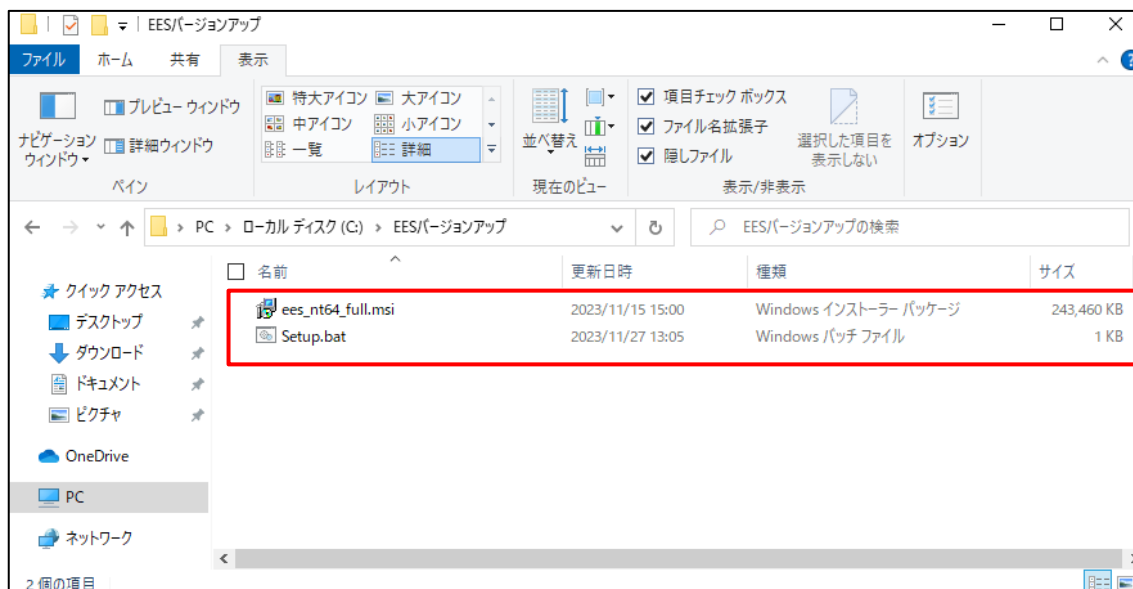 EESバージョンアップ
ファイル ホーム 共有 表示
ナビゲーション ウィンドウ
プレビュー ウィンドウ
詳細ウィンドウ
ペイン
特大アイコン 大アイコン
中アイコン 小アイコン
一覧 詳細
レイアウト
並べ替え
現在のビュー
項目チェック ボックス
ファイル名拡張子
隠しファイル
選択した項目を
表示しない
表示/非表示
オプション
PC > ローカル ディスク (C:) > EESバージョンアップ
EESバージョンアップの検索
クイック アクセス
デスクトップ
ダウンロード
ドキュメント
ピクチャ
OneDrive
PC
ネットワーク
名前 更新日時 種類 サイズ
ees_nt64_full.msi 2023/11/15 15:00 Windows インストーラー パッケージ 243,460 KB
Setup.bat 2023/11/27 13:05 Windows バッチ ファイル 1 KB
2 個の項目